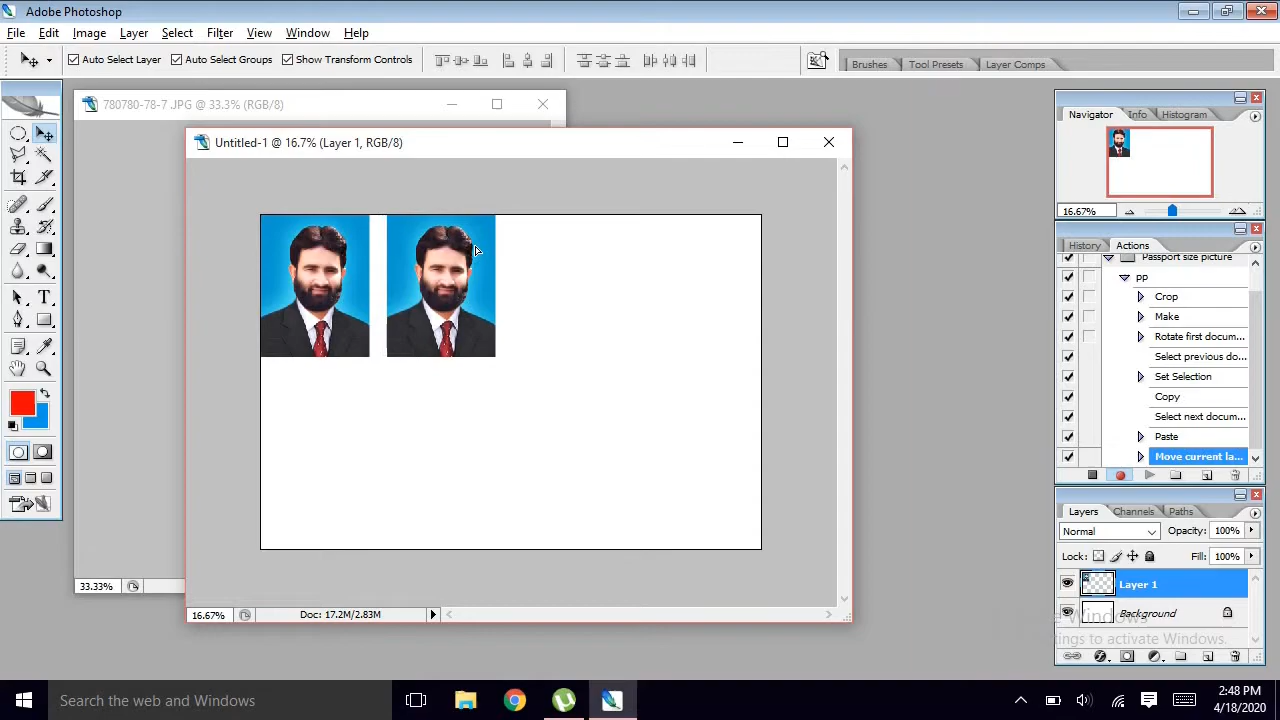 Adobe Photoshop
File Edit Image Layer Select Filter View Window Help
Auto Select Layer Auto Select Groups Show Transform Controls
Brushes Tool Presets Layer Comps
780780-78-7 .JPG @ 33.3% (RGB/8)
Untitled-1 @ 16.7% (Layer 1, RGB/8)
Navigator Info Histogram
16.67%
History Actions
Passport size picture
pp
Crop
Make
Rotate first docum...
Select previous do...
Set Selection
Copy
Select next docum...
Paste
Move current la...
Layers Channels Paths
Normal Opacity: 100%
Lock: Fill: 100%
Layer 1
Background
e Windows
ttings to activate Windows.
33.33%
16.67% Doc: 17.2M/2.83M
Search the web and Windows
2:48 PM
4/18/2020